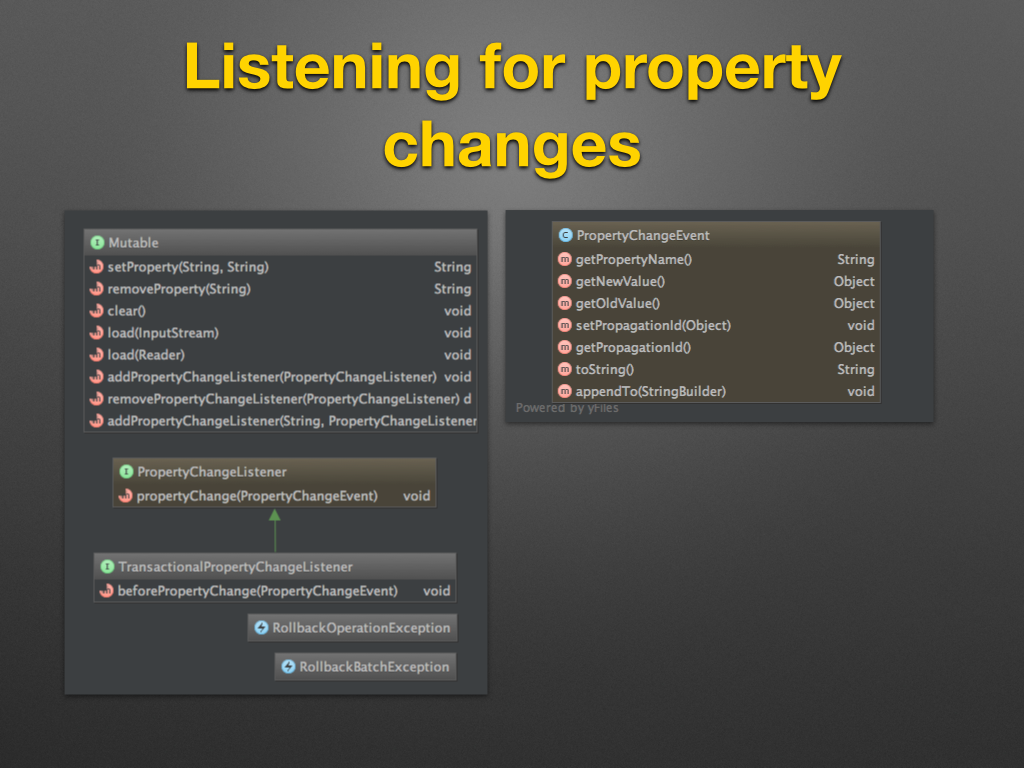 Listening for property
changes
Mutable
setProperty(String, String) String
removeProperty(String) String
clear() void
load(InputStream) void
load(Reader) void
addPropertyChangeListener(PropertyChangeListener) void
removePropertyChangeListener(PropertyChangeListener) d
addPropertyChangeListener(String, PropertyChangeListener
PropertyChangeListener
propertyChange(PropertyChangeEvent) void
TransactionalPropertyChangeListener
beforePropertyChange(PropertyChangeEvent) void
RollbackOperationException
RollbackBatchException
PropertyChangeEvent
getPropertyName() String
getNewValue() Object
getOldValue() Object
setPropagationId(Object) void
getPropagationId() Object
toString() String
appendTo(StringBuilder) void
Powered by yFiles